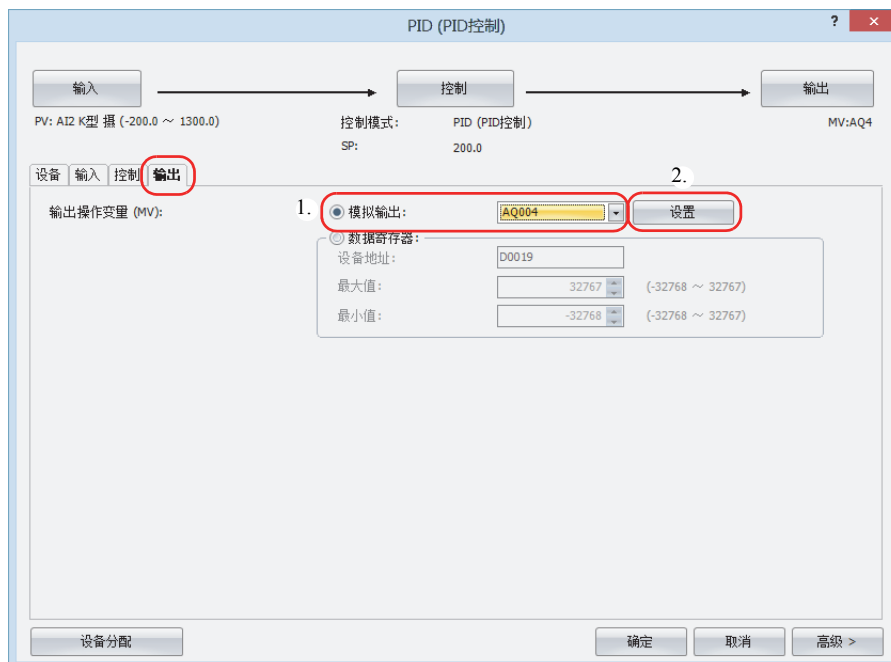 PID (PID控制)
?
×
输入
控制
输出
PV: AI2 K型 摄 (-200.0 ～ 1300.0)
控制模式:
PID (PID控制)
MV:AQ4
SP:
200.0
设备
输入
控制
输出
2.
输出操作变量 (MV):
1.
模拟输出:
AQ004
设置
数据寄存器:
设备地址:
D0019
最大值:
32767
(-32768 ～ 32767)
最小值:
-32768
(-32768 ～ 32767)
设备分配
确定
取消
高级 >